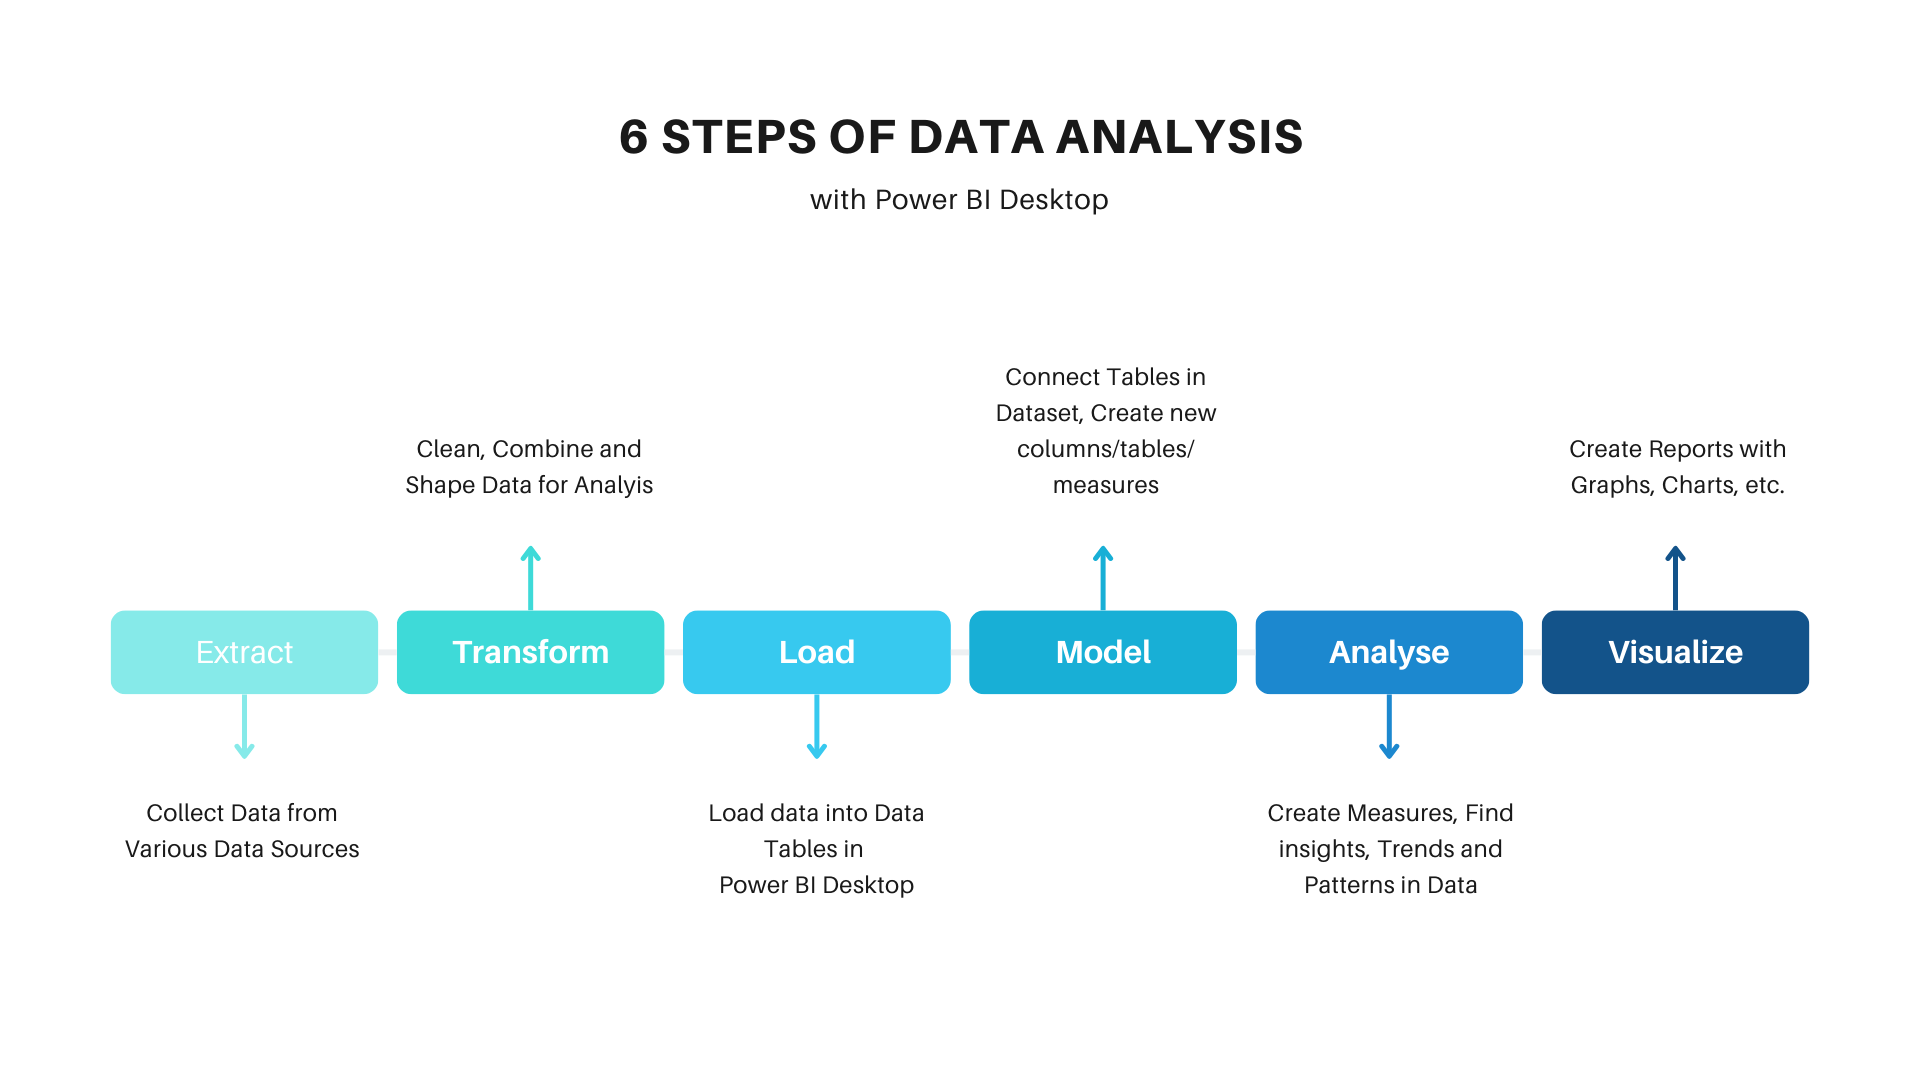 6 STEPS OF DATA ANALYSIS
with Power BI Desktop
Extract
Collect Data from
Various Data Sources
Transform
Clean, Combine and
Shape Data for Analyis
Load
Load data into Data
Tables in
Power BI Desktop
Model
Connect Tables in
Dataset, Create new
columns/tables/
measures
Analyse
Create Measures, Find
insights, Trends and
Patterns in Data
Visualize
Create Reports with
Graphs, Charts, etc.